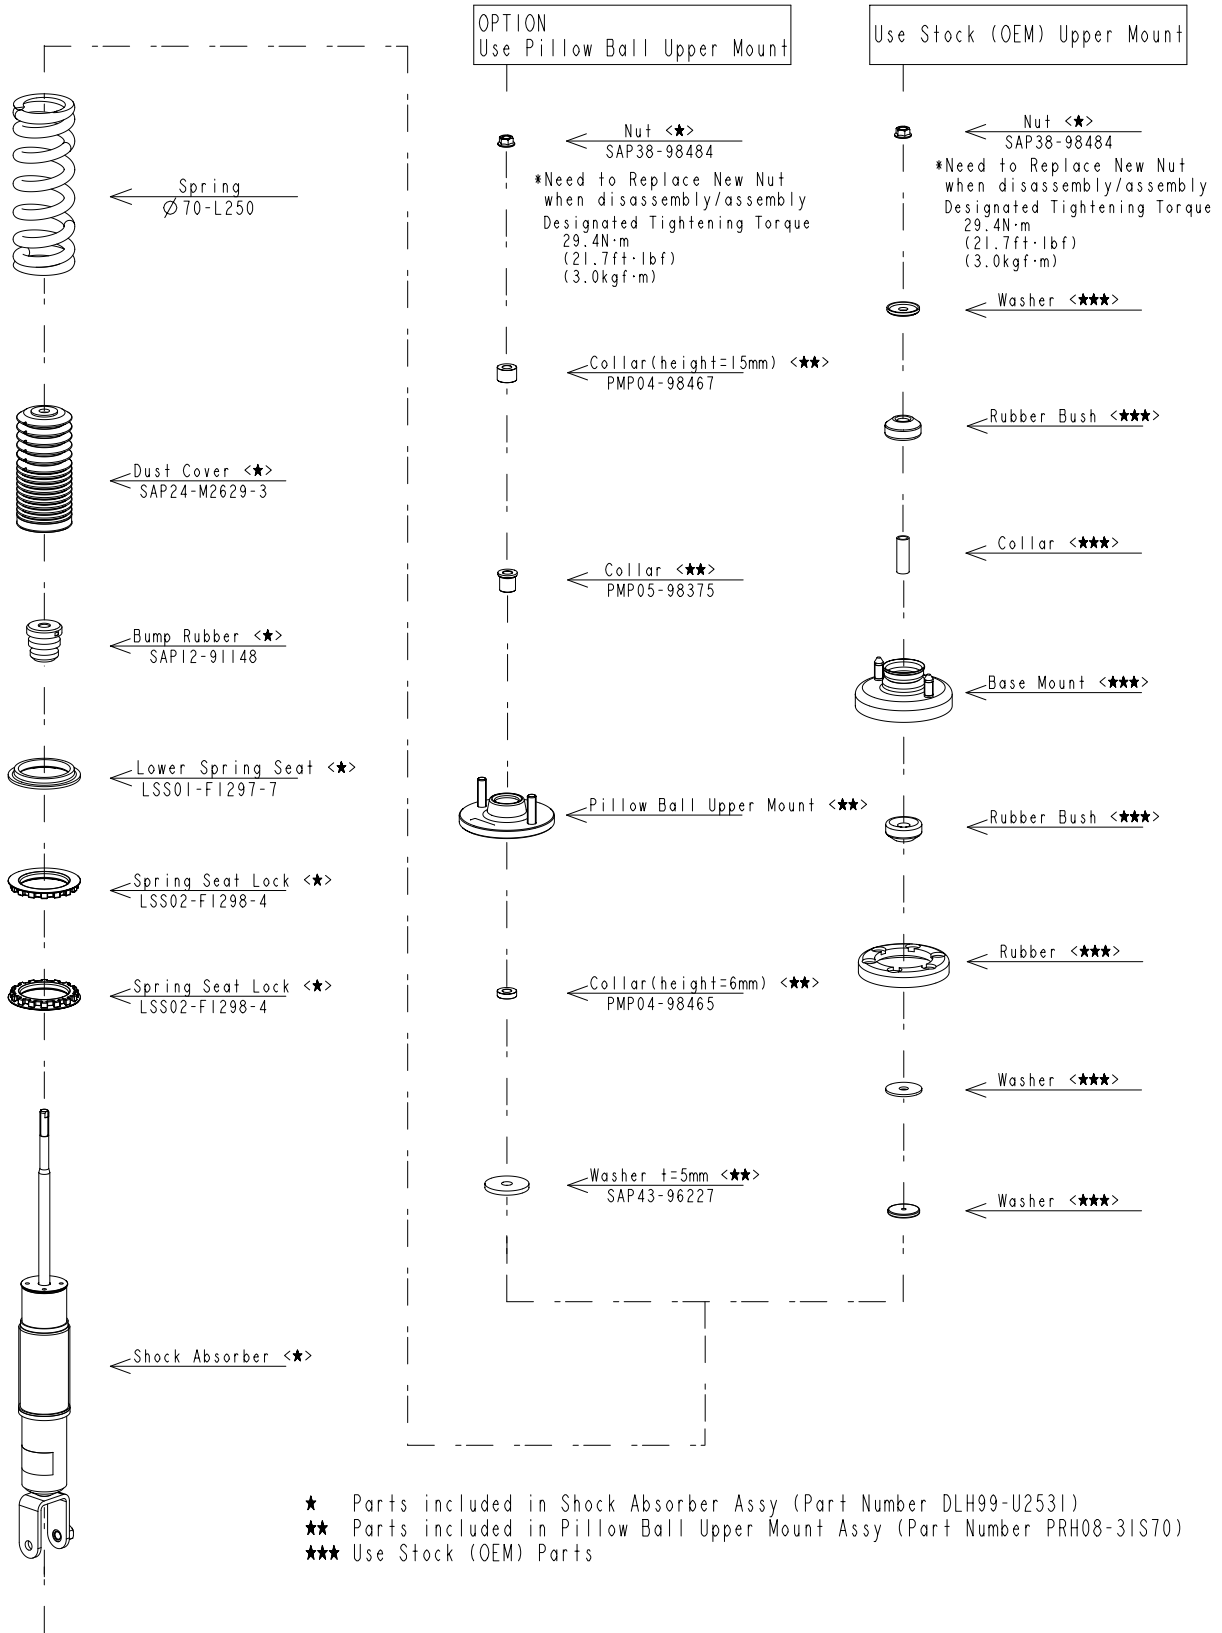 OPTION
Use Pillow Ball Upper Mount
Use Stock (OEM) Upper Mount
Spring
Ø70-L250
Dust Cover <★>
SAP24-M2629-3
Bump Rubber <★>
SAP12-91148
Lower Spring Seat <★>
LSS01-F1297-7
Spring Seat Lock <★>
LSS02-F1298-4
Spring Seat Lock <★>
LSS02-F1298-4
Shock Absorber <★>
Nut <★>
SAP38-98484
*Need to Replace New Nut
when disassembly/assembly
Designated Tightening Torque
29.4N·m
(21.7ft·lbf)
(3.0kgf·m)
Collar(height=15mm) <★★>
PMP04-98467
Collar <★★>
PMP05-98375
Pillow Ball Upper Mount <★★>
Collar(height=6mm) <★★>
PMP04-98465
Washer t=5mm <★★>
SAP43-96227
Nut <★>
SAP38-98484
*Need to Replace New Nut
when disassembly/assembly
Designated Tightening Torque
29.4N·m
(21.7ft·lbf)
(3.0kgf·m)
Washer <★★★>
Rubber Bush <★★★>
Collar <★★★>
Base Mount <★★★>
Rubber Bush <★★★>
Rubber <★★★>
Washer <★★★>
Washer <★★★>
★ Parts included in Shock Absorber Assy (Part Number DLH99-U2531)
★★ Parts included in Pillow Ball Upper Mount Assy (Part Number PRH08-31S70)
★★★ Use Stock (OEM) Parts